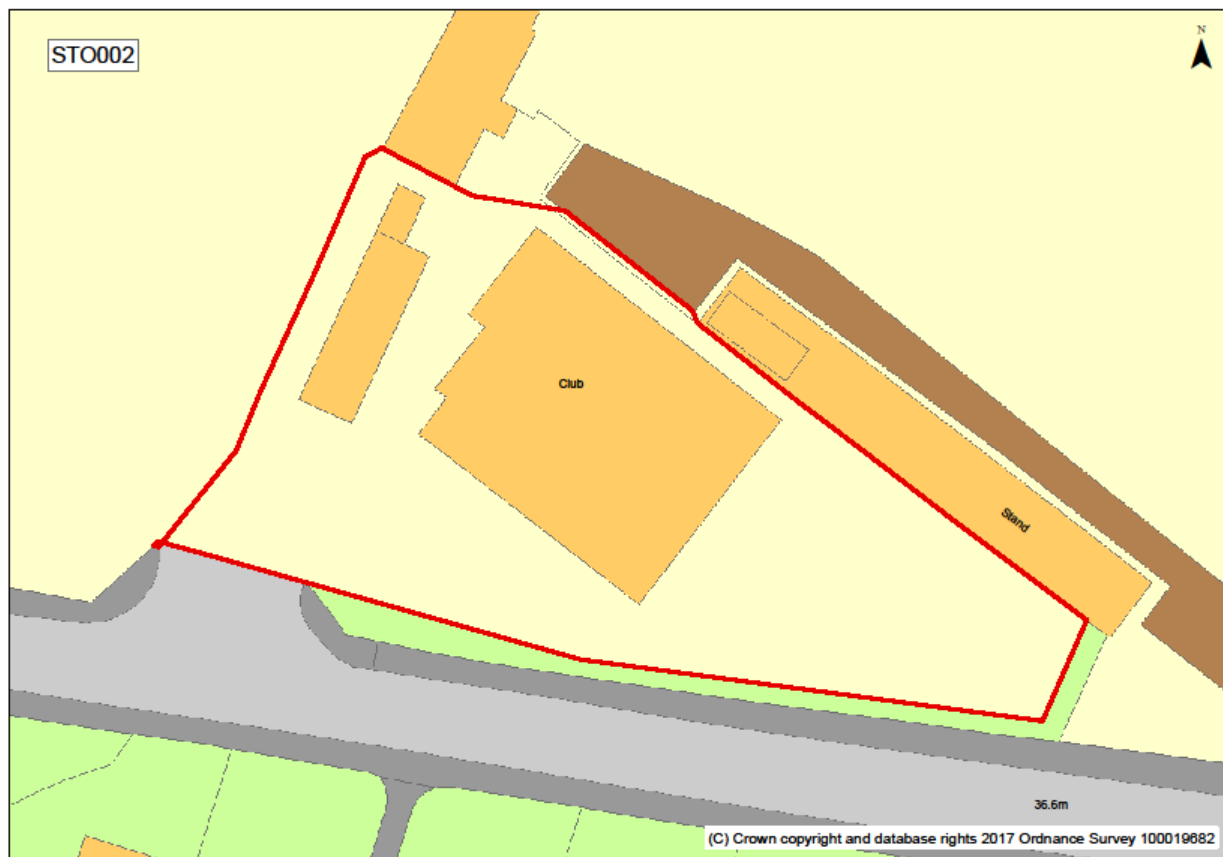 STO002
N
Club
Stand
36.6m
(C) Crown copyright and database rights 2017 Ordnance Survey 100019682